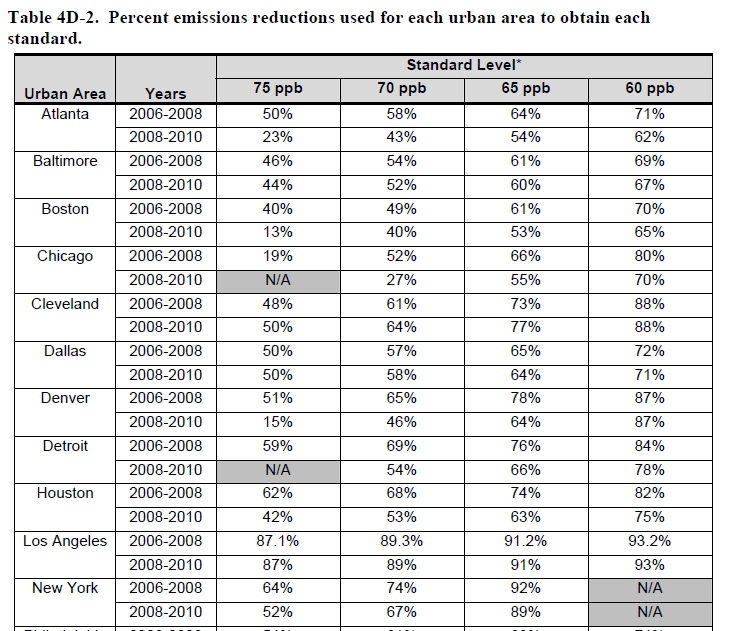 Table 4D-2. Percent emissions reductions used for each urban area to obtain each
standard.
Standard Level*
Urban Area Years 75 ppb 70 ppb 65 ppb 60 ppb
Atlanta 2006-2008 50% 58% 64% 71%
2008-2010 23% 43% 54% 62%
Baltimore 2006-2008 46% 54% 61% 69%
2008-2010 44% 52% 60% 67%
Boston 2006-2008 40% 49% 61% 70%
2008-2010 13% 40% 53% 65%
Chicago 2006-2008 19% 52% 66% 80%
2008-2010 N/A 27% 55% 70%
Cleveland 2006-2008 48% 61% 73% 88%
2008-2010 50% 64% 77% 88%
Dallas 2006-2008 50% 57% 65% 72%
2008-2010 50% 58% 64% 71%
Denver 2006-2008 51% 65% 78% 87%
2008-2010 15% 46% 64% 87%
Detroit 2006-2008 59% 69% 76% 84%
2008-2010 N/A 54% 66% 78%
Houston 2006-2008 62% 68% 74% 82%
2008-2010 42% 53% 63% 75%
Los Angeles 2006-2008 87.1% 89.3% 91.2% 93.2%
2008-2010 87% 89% 91% 93%
New York 2006-2008 64% 74% 92% N/A
2008-2010 52% 67% 89% N/A